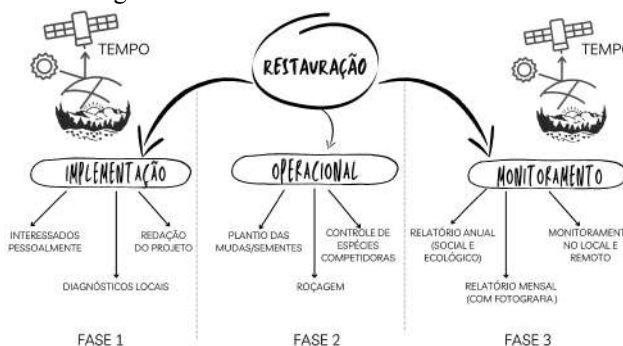 TEMPO
RESTAURAÇÃO
TEMPO
IMPLEMENTAÇÃO
OPERACIONAL
MONITORAMENTO
INTERESSADOS
PESSOALMENTE
REDAÇÃO
DO PROJETO
DIAGNÓSTICOS LOCAIS
PLANTIO DAS
MUDAS/SEMENTES
CONTROLE DE
ESPÉCIES
COMPETIDORAS
ROÇAGEM
RELATÓRIO ANUAL
(SOCIAL E
ECOLÓGICO)
MONITORAMENT
NO LOCAL E
REMOTO
RELATÓRIO MENSAL
(COM FOTOGRAFIA)
FASE 1
FASE 2
FASE 3